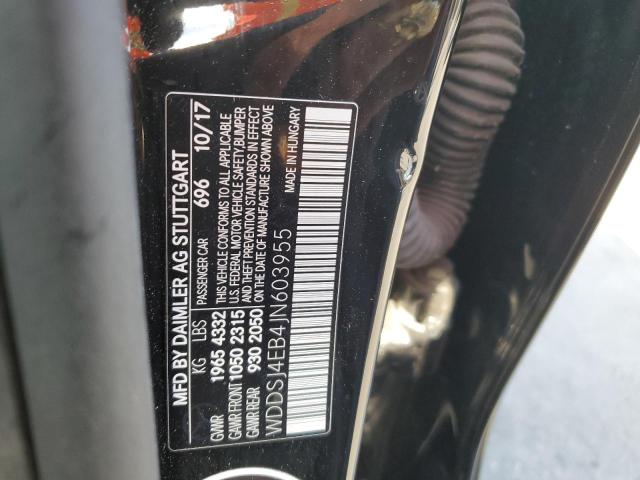 MFD BY DAIMLER AG STUTTGART
KG LBS PASSENGER CAR 696 10/17
GVWR 1965 4332 THIS VEHICLE CONFORMS TO ALL APPLICABLE
GAWR FRONT 1050 2315 U.S. FEDERAL MOTOR VEHICLE SAFETY,BUMPER
GAWR REAR 930 2050 AND THEFT PREVENTION STANDARDS IN EFFECT
ON THE DATE OF MANUFACTURE SHOWN ABOVE
WDDSJ4EB4JN603955 MADE IN HUNGARY